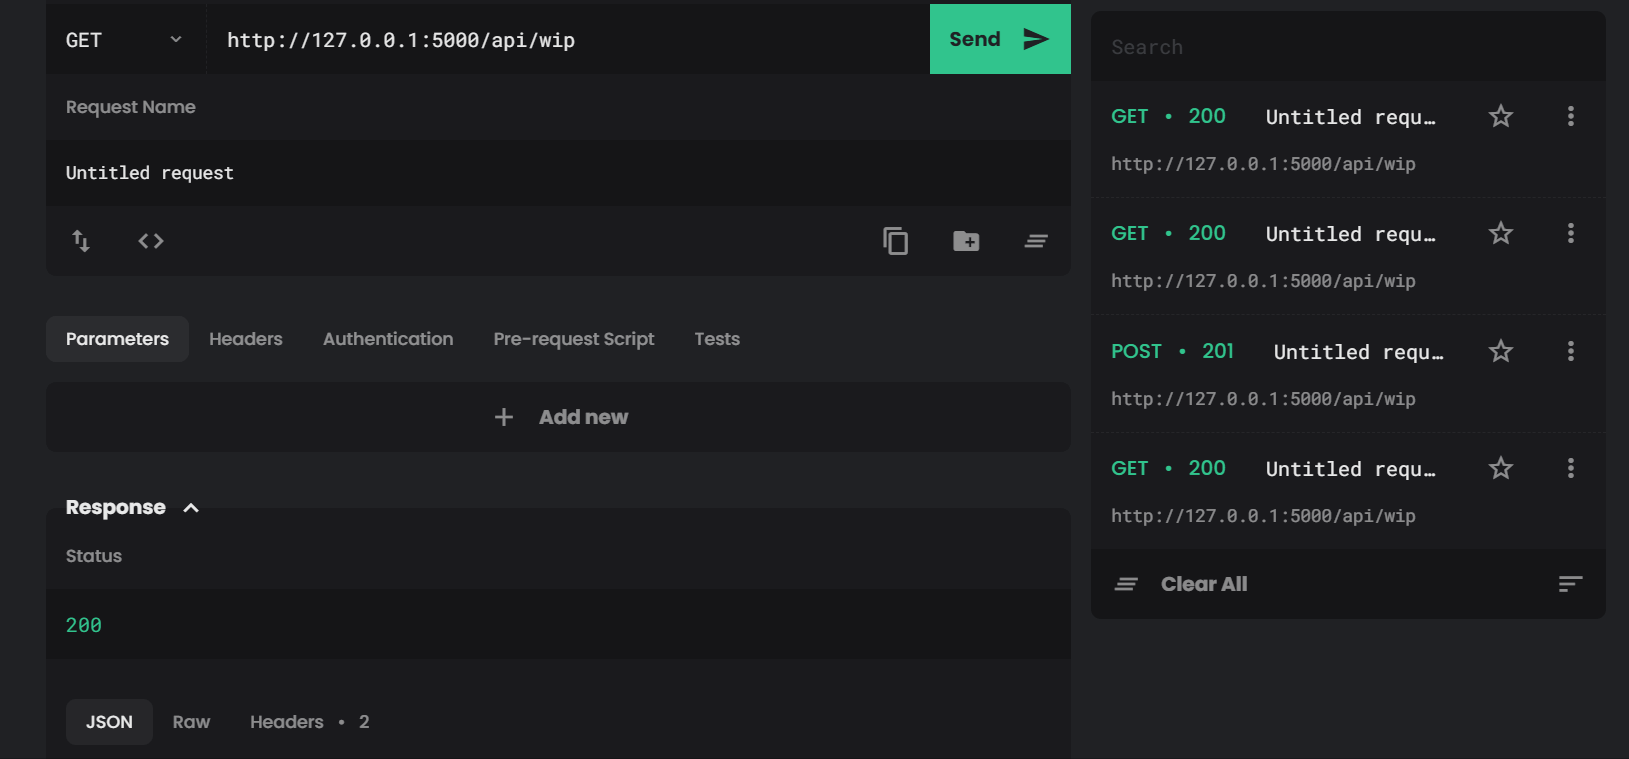 GET http://127.0.0.1:5000/api/wip Send
Request Name
Untitled request
Parameters Headers Authentication Pre-request Script Tests
Add new
Response
Status
200
JSON Raw Headers • 2
Search
GET • 200 Untitled requ…
http://127.0.0.1:5000/api/wip
GET • 200 Untitled requ…
http://127.0.0.1:5000/api/wip
POST • 201 Untitled requ…
http://127.0.0.1:5000/api/wip
GET • 200 Untitled requ…
http://127.0.0.1:5000/api/wip
Clear All